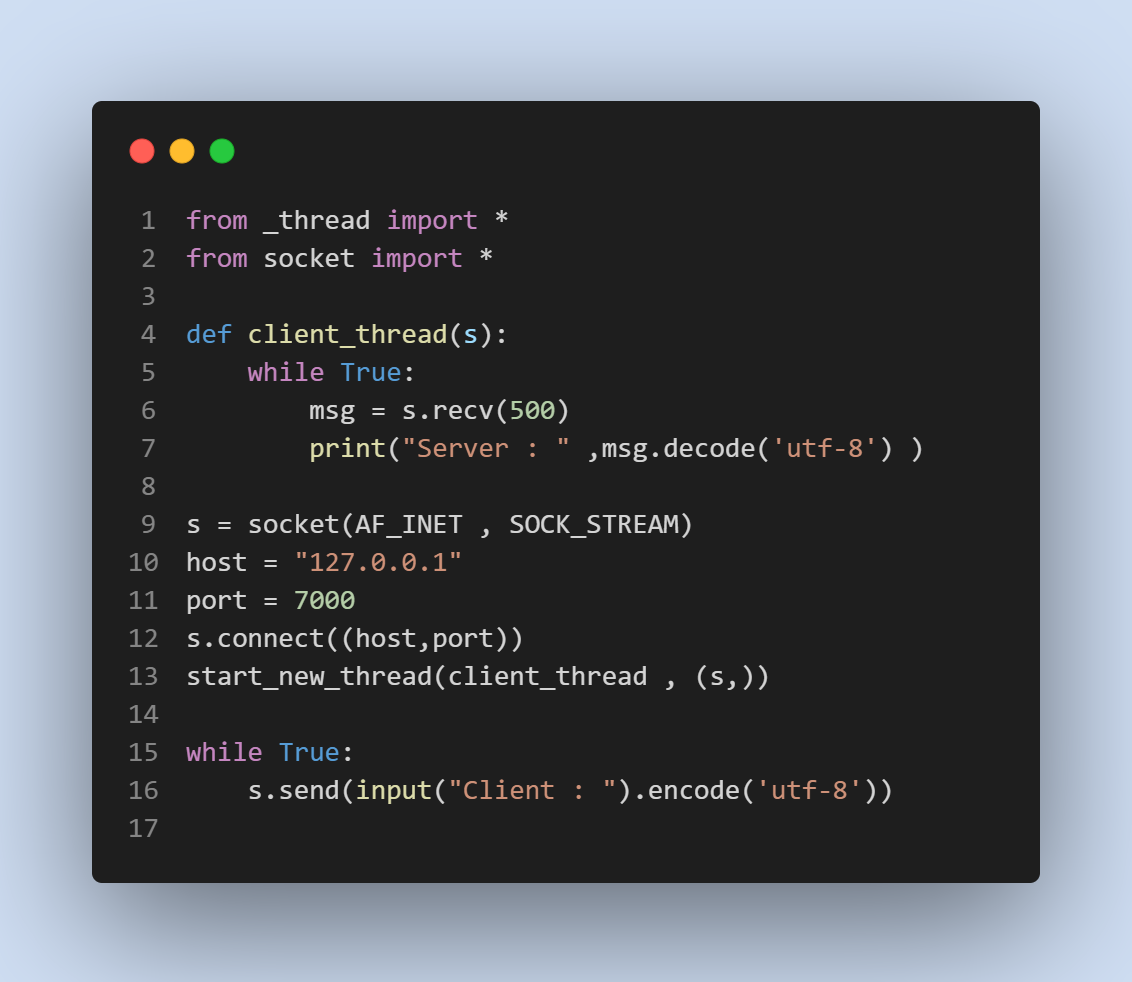 1 from _thread import *
2 from socket import *
3
4 def client_thread(s):
5     while True:
6         msg = s.recv(500)
7         print("Server : " ,msg.decode('utf-8') )
8
9 s = socket(AF_INET , SOCK_STREAM)
10 host = "127.0.0.1"
11 port = 7000
12 s.connect((host,port))
13 start_new_thread(client_thread , (s,))
14
15 while True:
16     s.send(input("Client : ").encode('utf-8'))
17